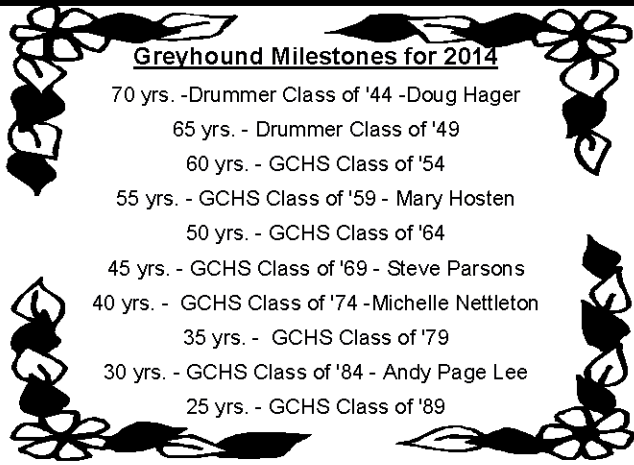 Greyhound Milestones for 2014
70 yrs. -Drummer Class of '44 -Doug Hager
65 yrs. - Drummer Class of '49
60 yrs. - GCHS Class of '54
55 yrs. - GCHS Class of '59 - Mary Hosten
50 yrs. - GCHS Class of '64
45 yrs. - GCHS Class of '69 - Steve Parsons
40 yrs. - GCHS Class of '74 -Michelle Nettleton
35 yrs. - GCHS Class of '79
30 yrs. - GCHS Class of '84 - Andy Page Lee
25 yrs. - GCHS Class of '89